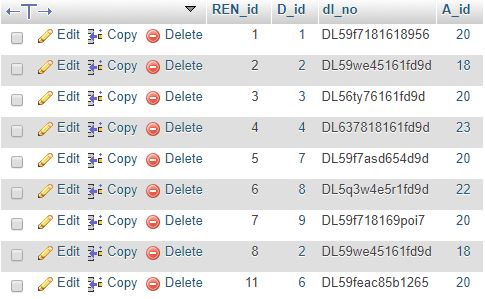 REN_id D_id dl_no A_id
Edit Copy Delete 1 1 DL59f7181618956 20
Edit Copy Delete 2 2 DL59we45161fd9d 18
Edit Copy Delete 3 3 DL56ty76161fd9d 20
Edit Copy Delete 4 4 DL637818161fd9d 23
Edit Copy Delete 5 7 DL59f7asd654d9d 20
Edit Copy Delete 6 8 DL5q3w4e5r1fd9d 22
Edit Copy Delete 7 9 DL59f718169poi7 20
Edit Copy Delete 8 2 DL59we45161fd9d 18
Edit Copy Delete 11 6 DL59feac85b1265 20